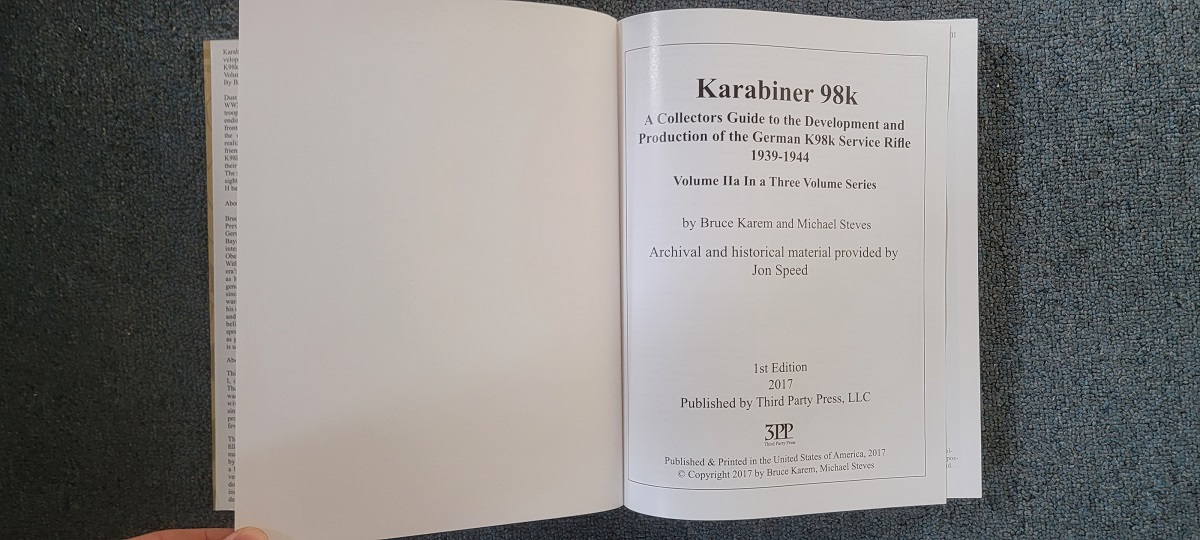 Karabiner 98k
A Collectors Guide to the Development and
Production of the German K98k Service Rifle
1939-1944
Volume IIa In a Three Volume Series
by Bruce Karem and Michael Steves
Archival and historical material provided by
Jon Speed
1st Edition
2017
Published by Third Party Press, LLC
3PP
Third Party Press
Published & Printed in the United States of America, 2017
© Copyright 2017 by Bruce Karem, Michael Steves